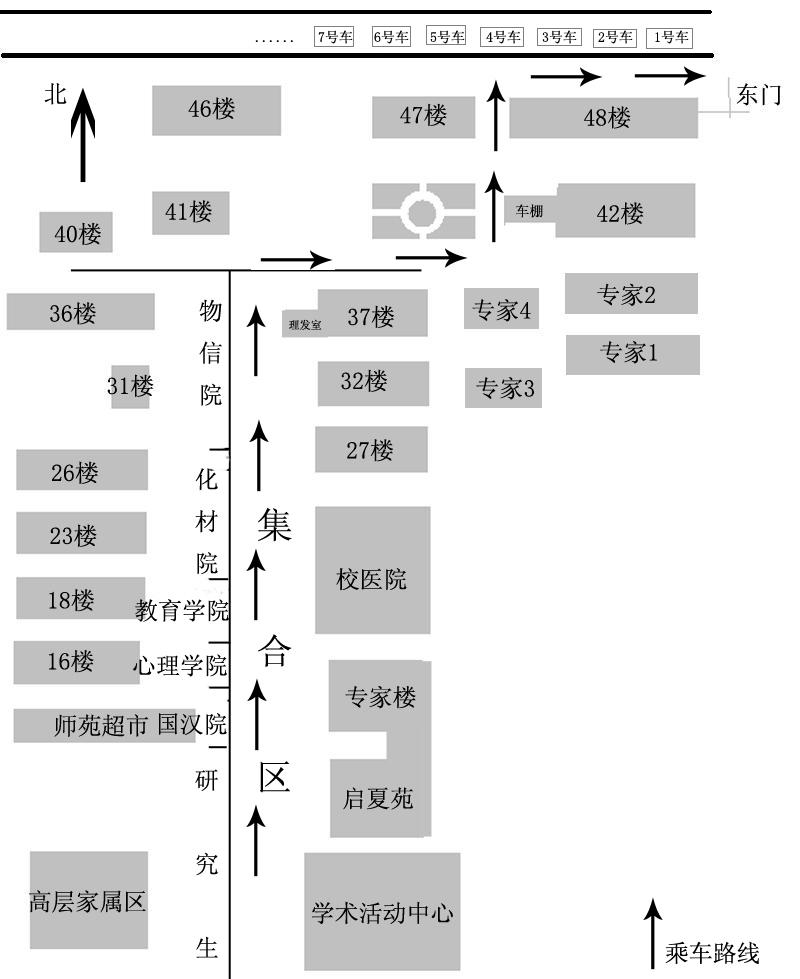 ...... 7号车 6号车 5号车 4号车 3号车 2号车 1号车
北
46楼
47楼
48楼
东门
40楼
41楼
车棚
42楼
36楼
物信院
理发室
37楼
专家4
专家2
31楼
32楼
专家3
专家1
26楼
化材院
27楼
23楼
集合区
校医院
18楼
教育学院
16楼
心理学院
专家楼
师苑超市
国汉院
启夏苑
研究生
高层家属区
学术活动中心
乘车路线